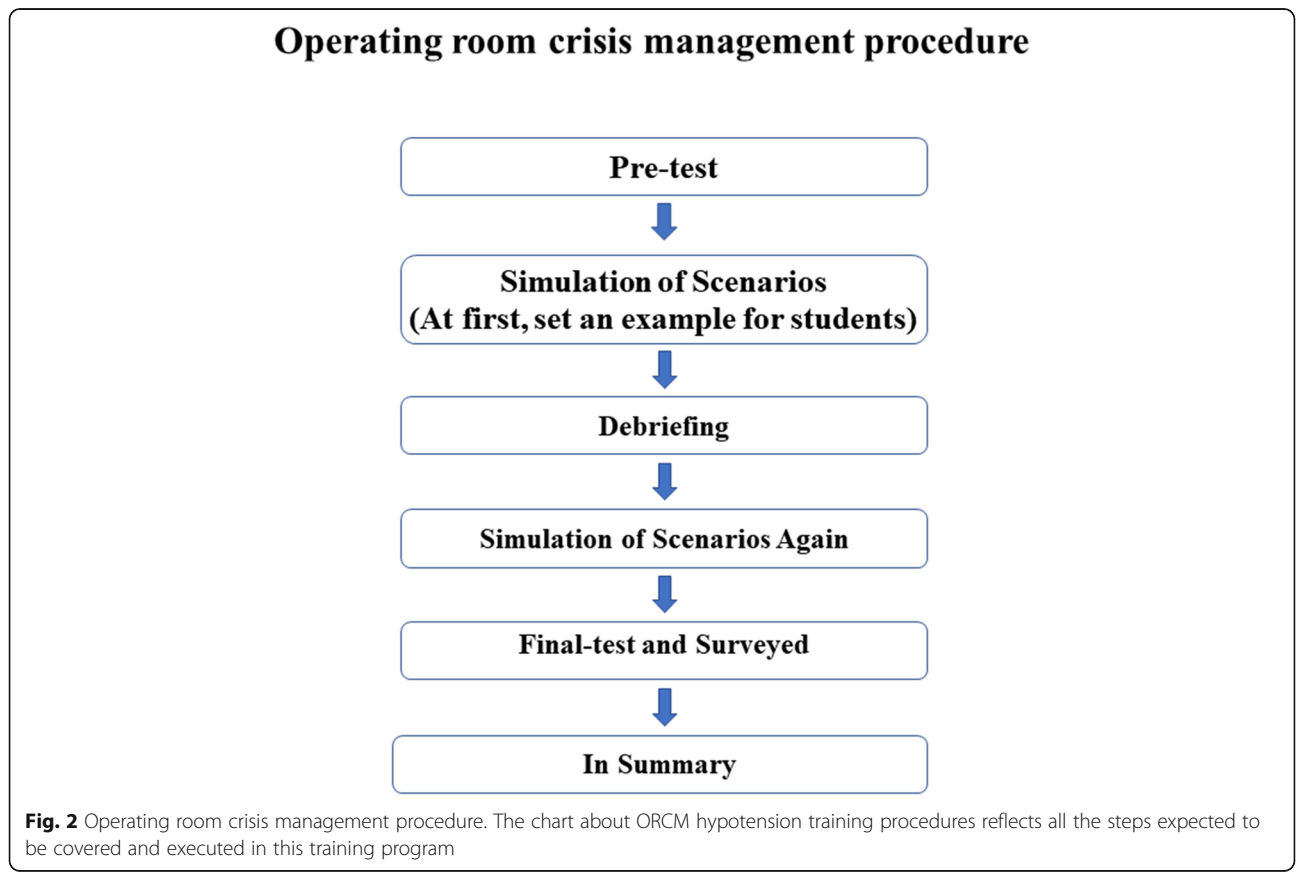 Operating room crisis management procedure
Pre-test
Simulation of Scenarios
(At first, set an example for students)
Debriefing
Simulation of Scenarios Again
Final-test and Surveyed
In Summary
Fig. 2 Operating room crisis management procedure. The chart about ORCM hypotension training procedures reflects all the steps expected to
be covered and executed in this training program